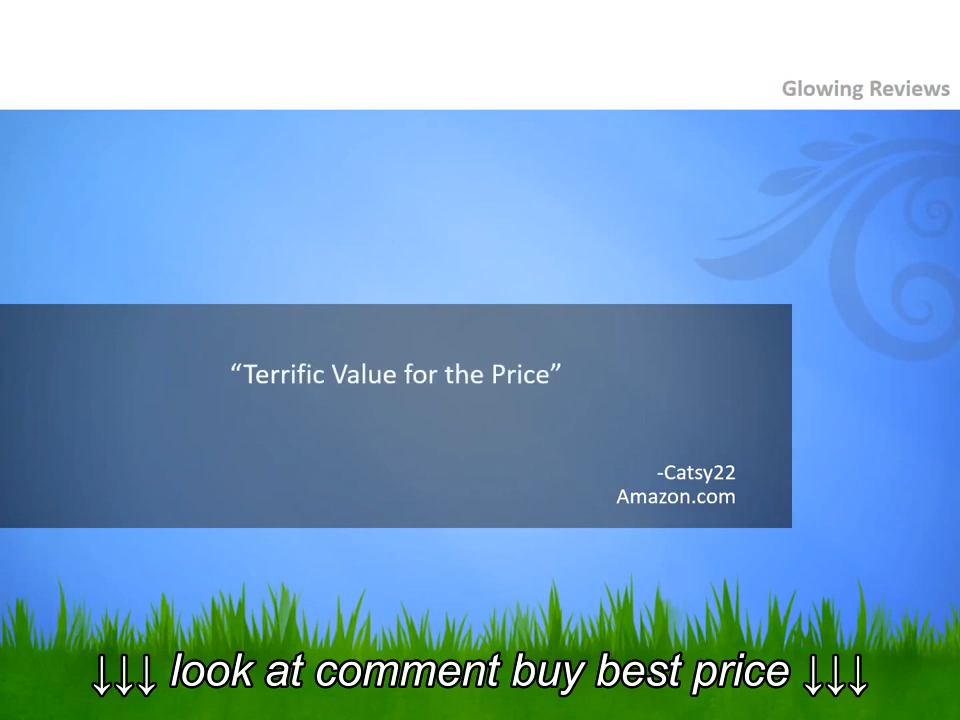 Glowing Reviews
“Terrific Value for the Price”
-Catsy22
Amazon.com
↓↓↓ look at comment buy best price ↓↓↓